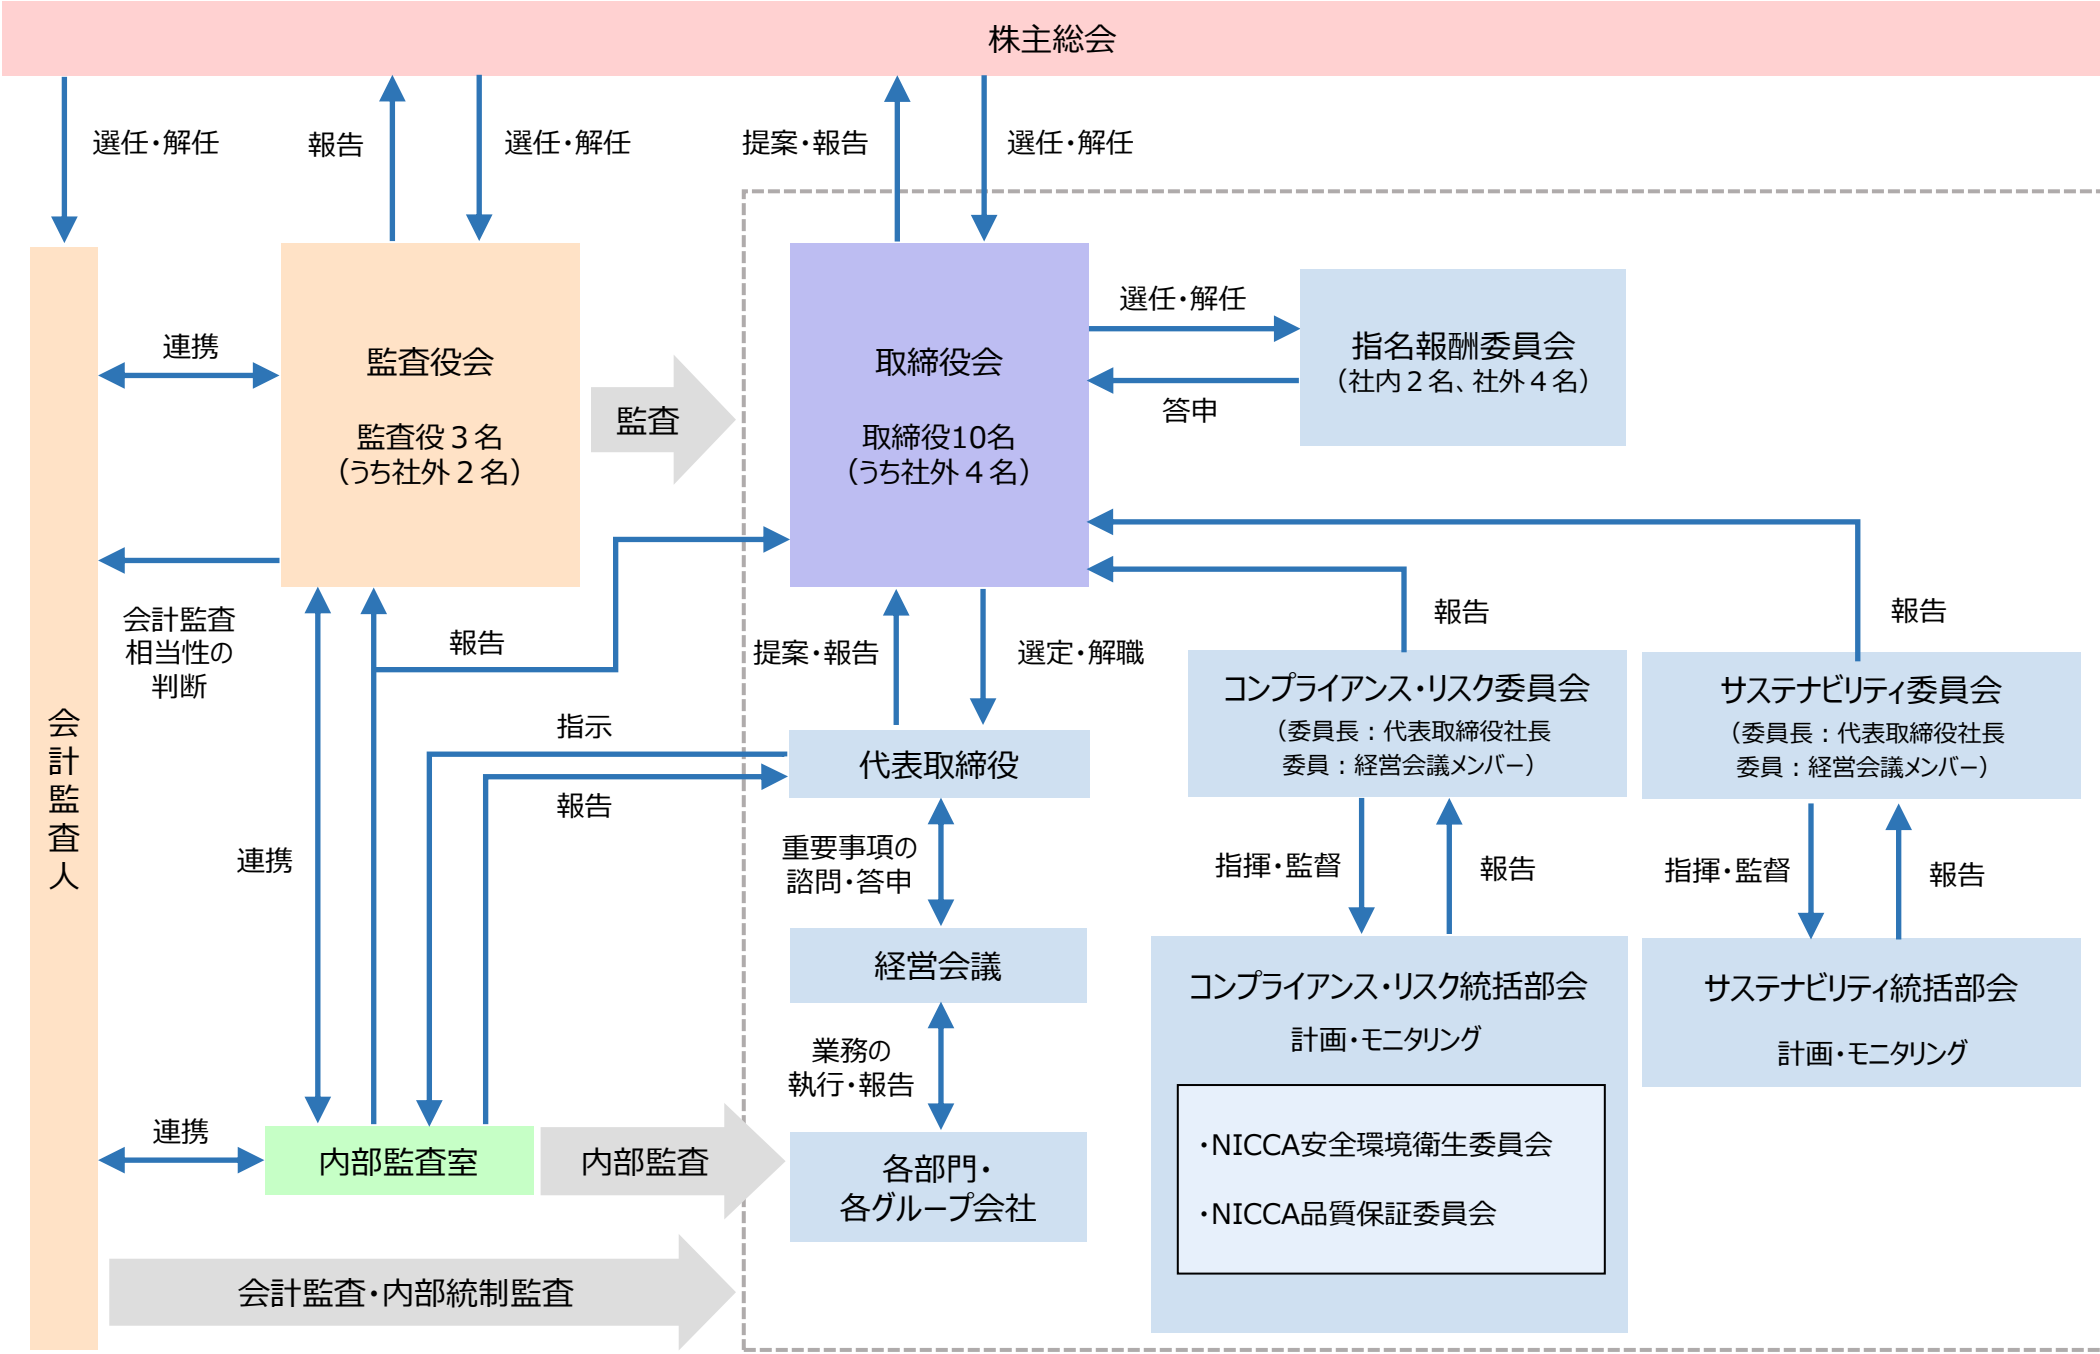 株主総会
選任・解任
報告
選任・解任
提案・報告
選任・解任
連携
監査役会
監査役３名
（うち社外２名）
監査
取締役会
取締役10名
（うち社外４名）
選任・解任
答申
指名報酬委員会
（社内２名、社外４名）
会計監査
相当性の
判断
報告
提案・報告
選定・解職
報告
報告
会計監査人
指示
報告
代表取締役
コンプライアンス・リスク委員会
（委員長：代表取締役社長
委員：経営会議メンバー）
サステナビリティ委員会
（委員長：代表取締役社長
委員：経営会議メンバー）
連携
重要事項の
諮問・答申
指揮・監督
報告
指揮・監督
報告
経営会議
コンプライアンス・リスク統括部会
計画・モニタリング
サステナビリティ統括部会
計画・モニタリング
業務の
執行・報告
連携
内部監査室
内部監査
各部門・
各グループ会社
・NICCA安全環境衛生委員会
・NICCA品質保証委員会
会計監査・内部統制監査